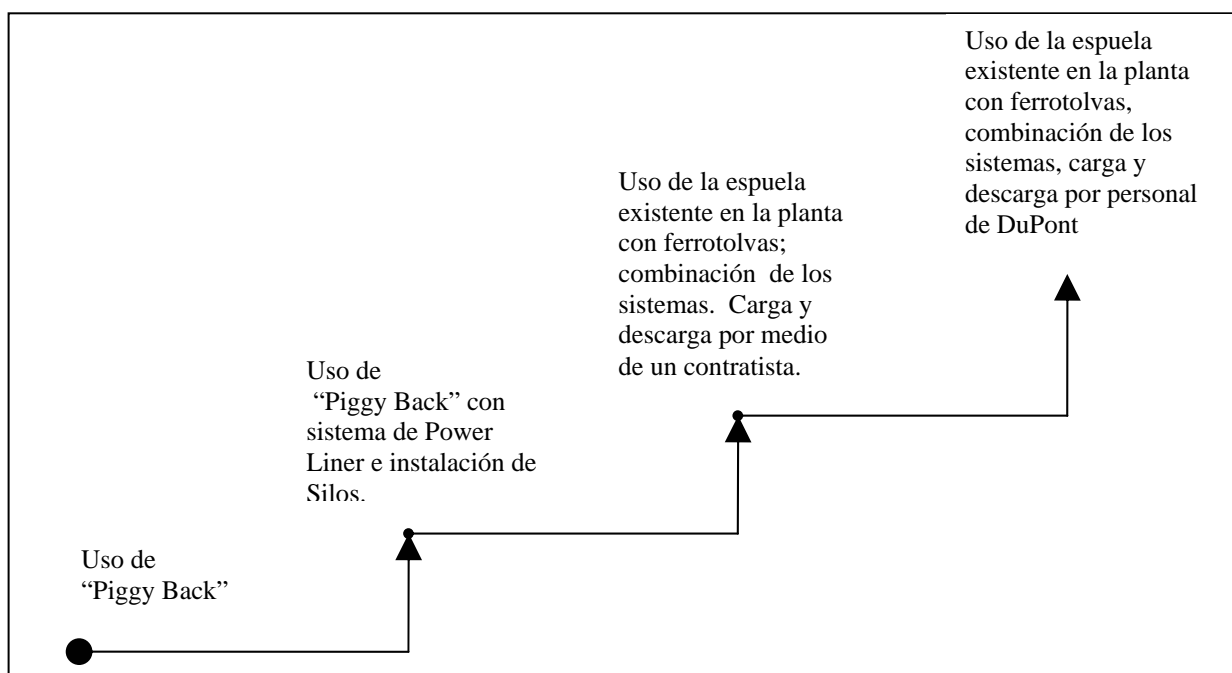 Uso de
“Piggy Back”
Uso de
“Piggy Back” con
sistema de Power
Liner e instalación de
Silos.
Uso de la espuela
existente en la planta
con ferrotolvas;
combinación de los
sistemas. Carga y
descarga por medio
de un contratista.
Uso de la espuela
existente en la planta
con ferrotolvas,
combinación de los
sistemas, carga y
descarga por personal
de DuPont